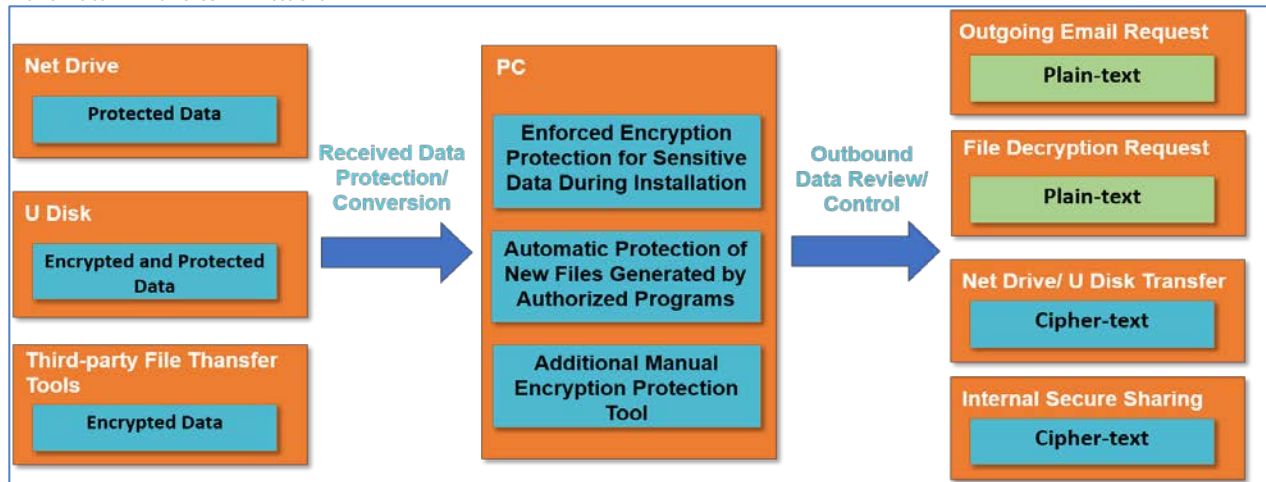 Net Drive
Protected Data
U Disk
Encrypted and Protected
Data
Third-party File Thansfer
Tools
Encrypted Data
Received Data
Protection/
Conversion
PC
Enforced Encryption
Protection for Sensitive
Data During Installation
Automatic Protection of
New Files Generated by
Authorized Programs
Additional Manual
Encryption Protection
Tool
Outbound
Data Review/
Control
Outgoing Email Request
Plain-text
File Decryption Request
Plain-text
Net Drive/ U Disk Transfer
Cipher-text
Internal Secure Sharing
Cipher-text